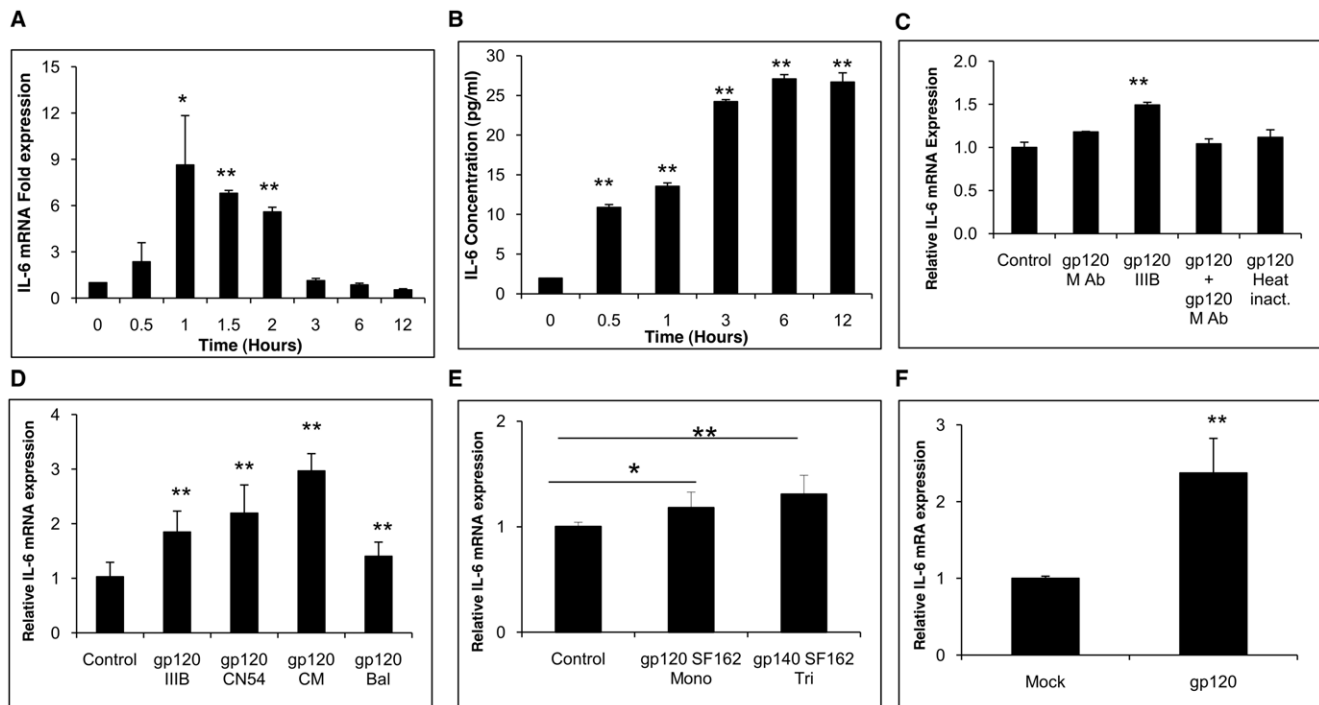 A
IL-6 mRNA Fold expression
15
12
9
6
3
0
*
**
**
0 0.5 1 1.5 2 3 6 12
Time (Hours)
B
IL-6 Concentration (pg/ml)
30
25
20
15
10
5
0
**
**
**
**
**
0 0.5 1 3 6 12
Time (Hours)
C
Relative IL-6 mRNA Expression
2.0
1.5
1.0
0.5
0.0
**
Control gp120 gp120 gp120 gp120
M Ab IIIB + Heat
gp120 inact.
M Ab
D
Relative IL-6 mRNA expression
4
3
2
1
0
**
**
**
**
Control gp120 gp120 gp120 gp120
IIIB CN54 CM Bal
E
Relative IL-6 mRNA expression
2
1
0
**
*
Control gp120 SF162 gp140 SF162
Mono Tri
F
Relative IL-6 mRA expression
3
2
1
0
**
Mock gp120